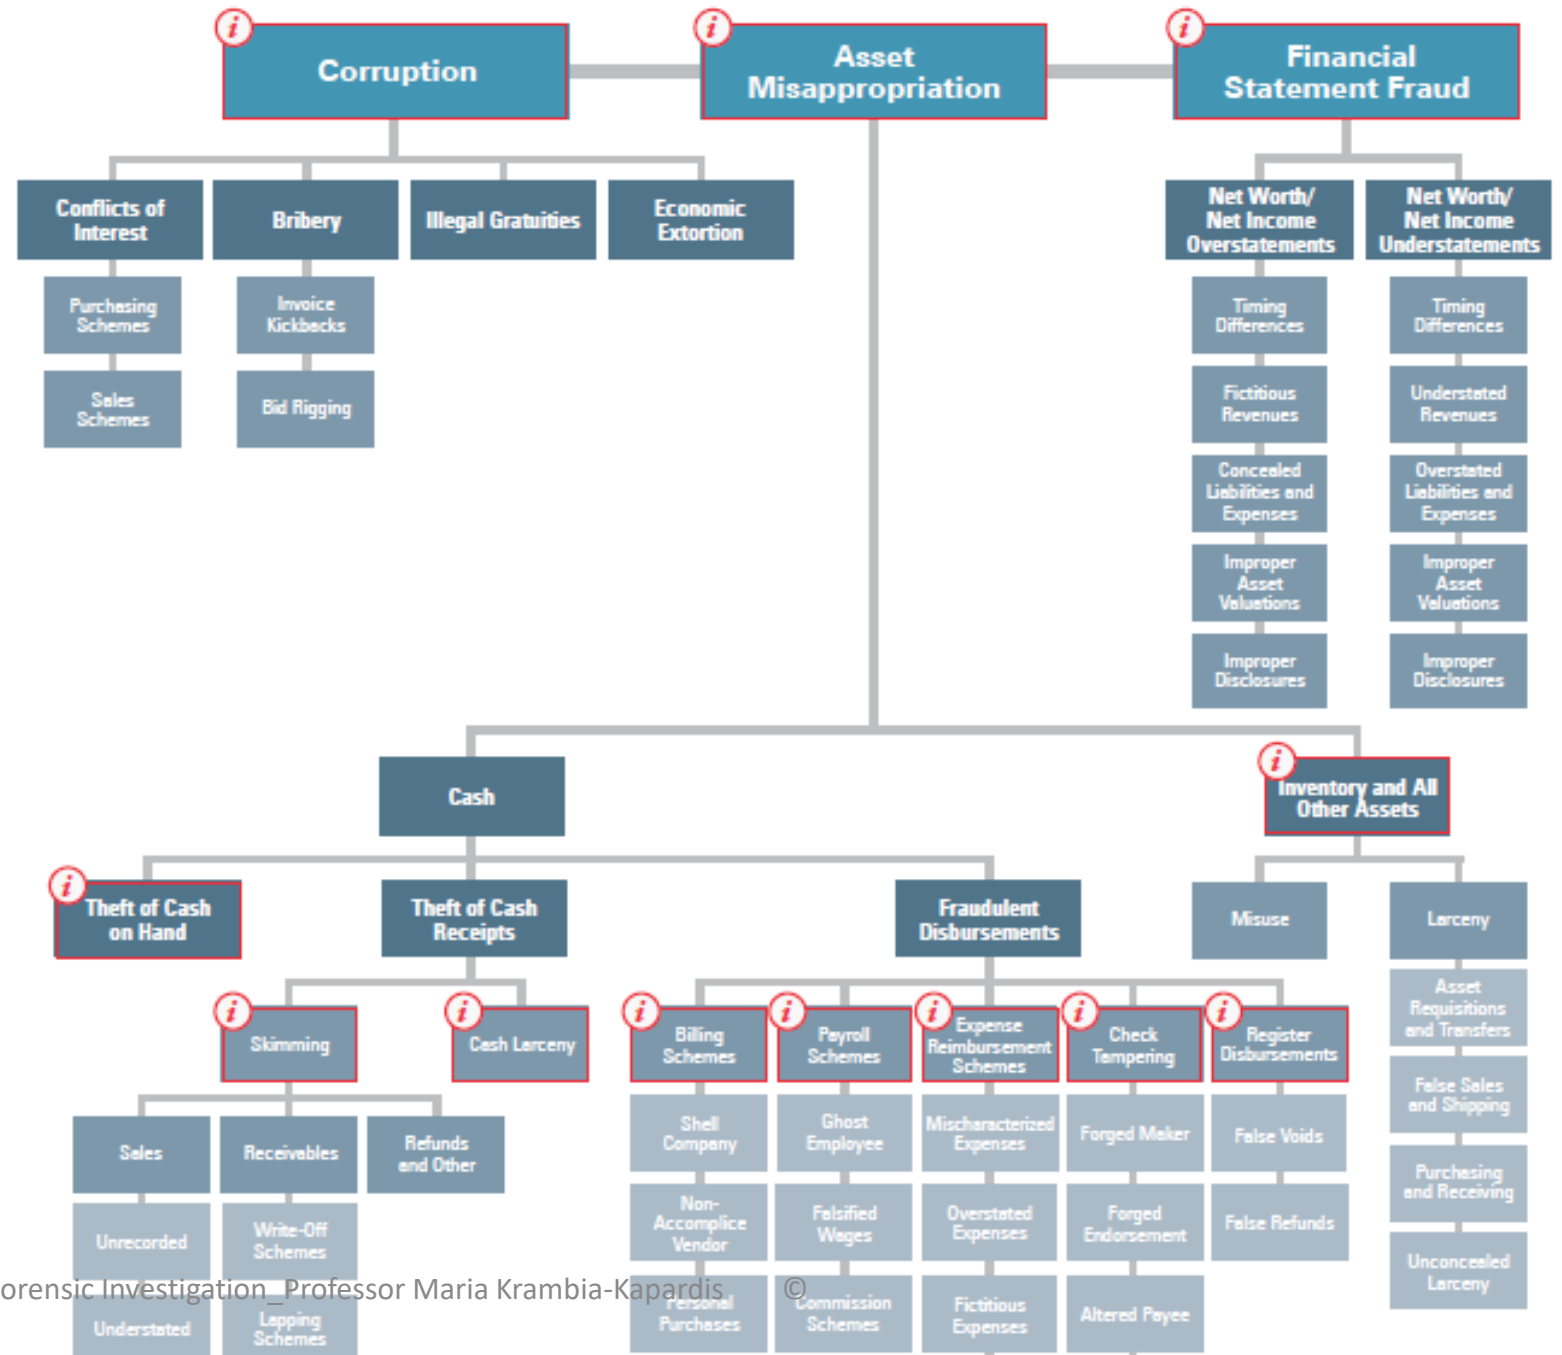 i
Corruption
i
Asset
Misappropriation
i
Financial
Statement Fraud
Conflicts of
Interest
Bribery
Illegal Gratuities
Economic
Extortion
Net Worth/
Net Income
Overstatements
Net Worth/
Net Income
Understatements
Purchasing
Schemes
Sales
Schemes
Invoice
Kickbacks
Bid Rigging
Timing
Differences
Fictitious
Revenues
Concealed
Liabilities and
Expenses
Improper
Asset
Valuations
Improper
Disclosures
Timing
Differences
Understated
Revenues
Overstated
Liabilities and
Expenses
Improper
Asset
Valuations
Improper
Disclosures
Cash
i
Inventory and All
Other Assets
i
Theft of Cash
on Hand
Theft of Cash
Receipts
Fraudulent
Disbursements
Misuse
Larceny
i
Skimming
i
Cash Larceny
i
Billing
Schemes
i
Payroll
Schemes
i
Expense
Reimbursement
Schemes
i
Check
Tampering
i
Register
Disbursements
Asset
Requisitions
and Transfers
False Sales
and Shipping
Purchasing
and Receiving
Unconcealed
Larceny
Sales
Receivables
Refunds
and Other
Unrecorded
Understated
Write-Off
Schemes
Lapping
Schemes
Shell
Company
Non-
Accomplice
Vendor
Personal
Purchases
Ghost
Employee
Falsified
Wages
Commission
Schemes
Mischaracterized
Expenses
Overstated
Expenses
Fictitious
Expenses
Forged Maker
Forged
Endorsement
Altered Payee
False Voids
False Refunds
orensic Investigation_Professor Maria Krambia-Kapardis ©